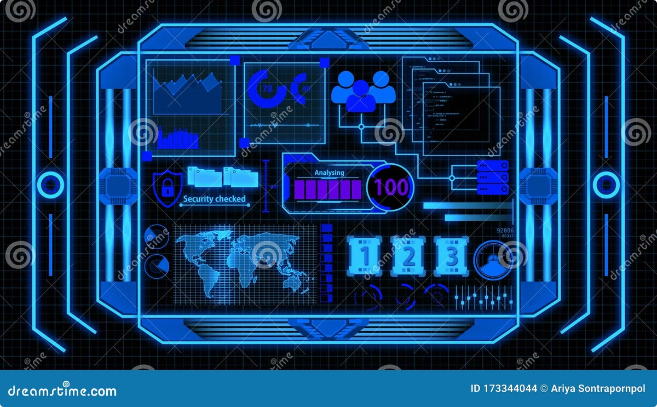 Analysing
100
Security checked
1 2 3
dreamstime.com
ID 173344044 © Ariya Sontrapornpol